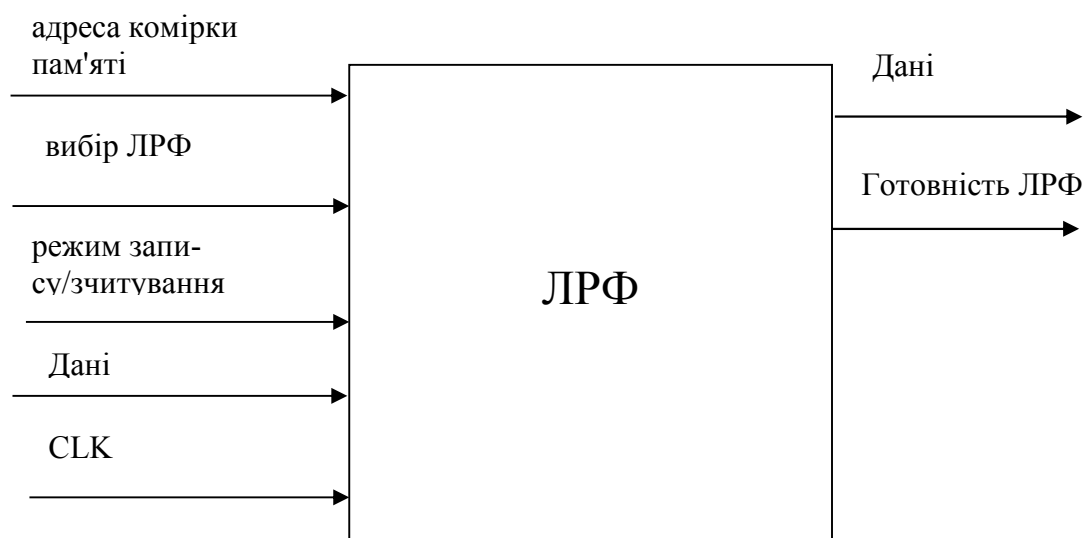 адреса комірки
пам'яті
вибір ЛРФ
режим запи-
су/зчитування
Дані
CLK
ЛРФ
Дані
Готовність ЛРФ